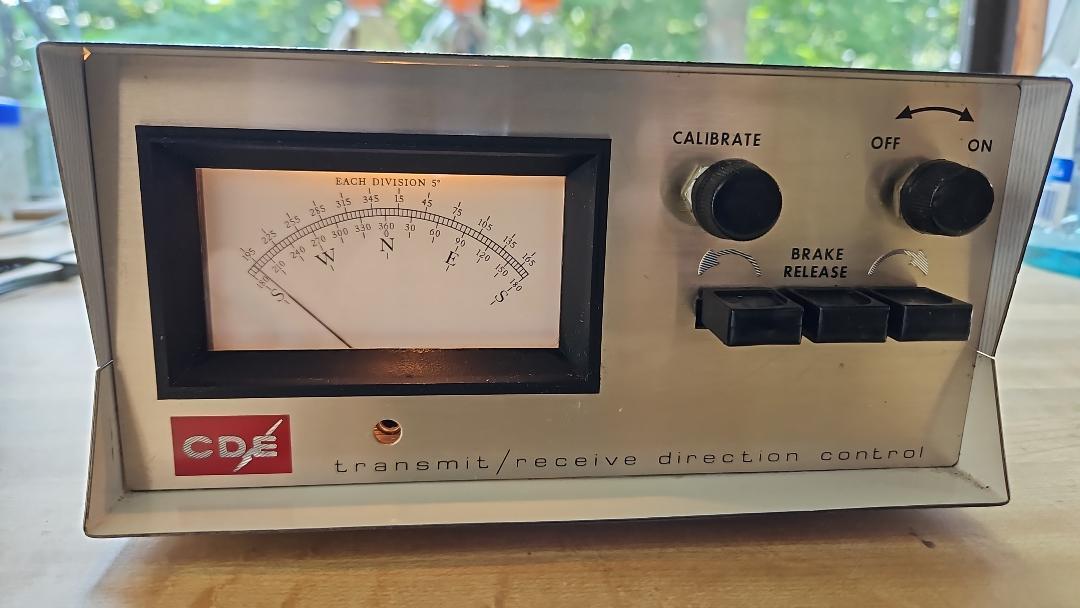 CALIBRATE
OFF ON
EACH DIVISION 5°
195 225 255 285 315 345 15 45 75 105 135 165
180 210 240 270 300 330 360 30 60 90 120 150 180
S W N E S
BRAKE
RELEASE
CDE
transmit/receive direction control